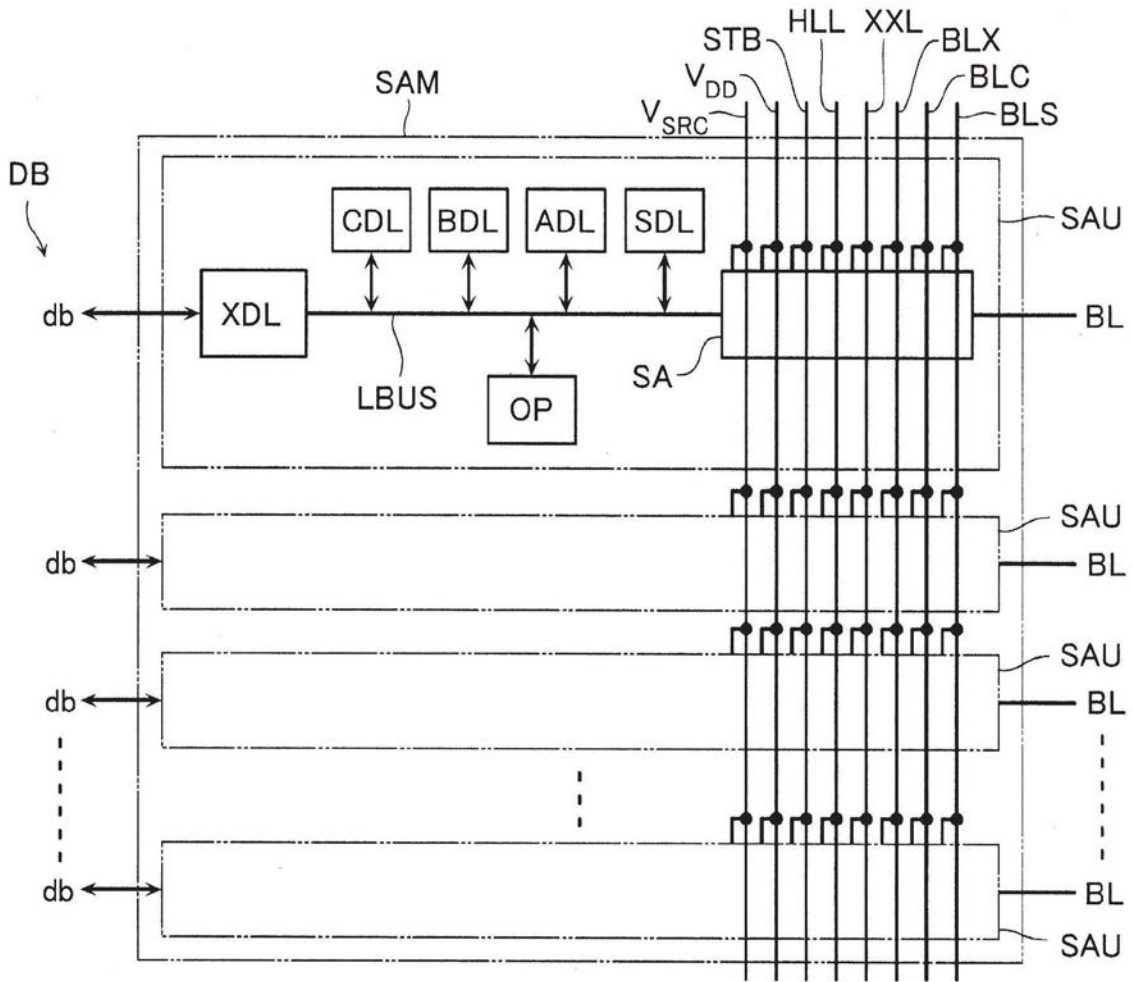 HLL XXL
STB BLX
V_DD BLC
SAM V_SRC BLS
DB
CDL BDL ADL SDL SAU
db XDL BL
SA
LBUS OP
SAU
db BL
SAU
db BL
db BL
SAU